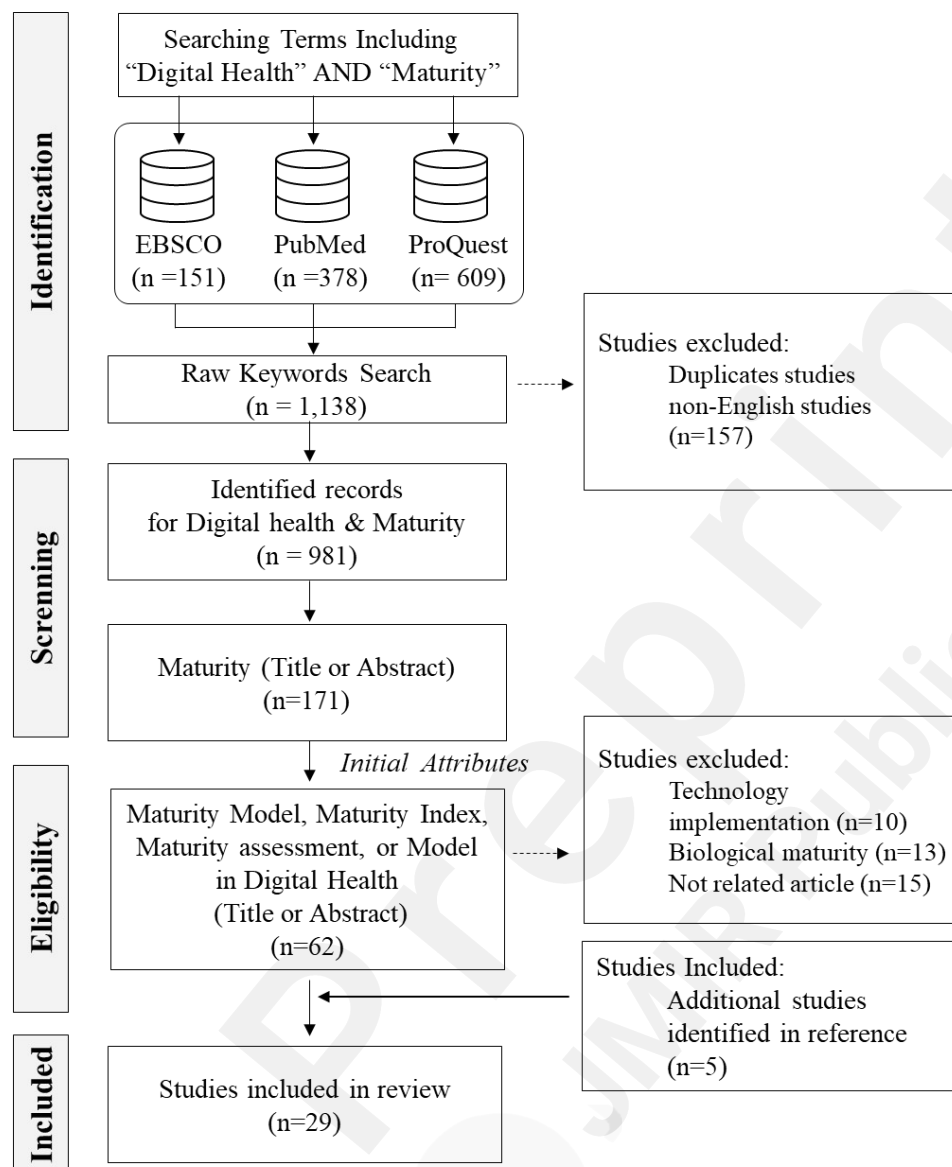 Searching Terms Including
“Digital Health” AND “Maturity”
Identification
EBSCO
(n =151)
PubMed
(n =378)
ProQuest
(n= 609)
Raw Keywords Search
(n = 1,138)
Studies excluded:
Duplicates studies
non-English studies
(n=157)
Screnning
Identified records
for Digital health & Maturity
(n = 981)
Maturity (Title or Abstract)
(n=171)
Initial Attributes
Eligibility
Maturity Model, Maturity Index,
Maturity assessment, or Model
in Digital Health
(Title or Abstract)
(n=62)
Studies excluded:
Technology
implementation (n=10)
Biological maturity (n=13)
Not related article (n=15)
Studies Included:
Additional studies
identified in reference
(n=5)
Included
Studies included in review
(n=29)
Preprint
JMIR Public